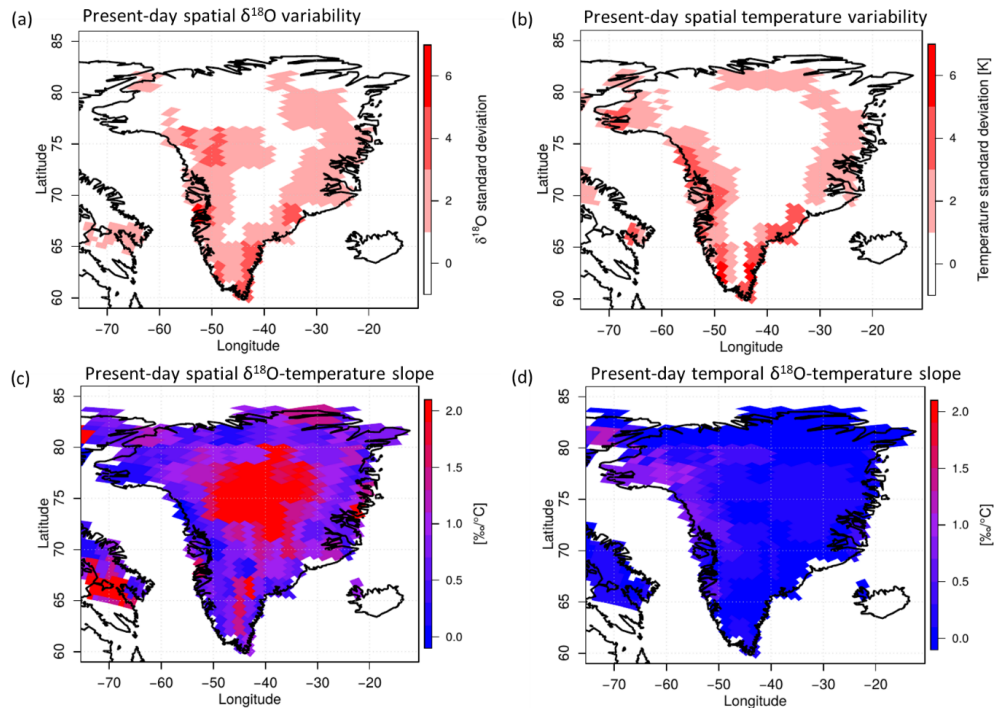 (a) Present-day spatial δ18O variability
85
80
75
70
65
60
Latitude
−70 −60 −50 −40 −30 −20
Longitude
6
4
2
0
δ18O standard deviation
(b) Present-day spatial temperature variability
85
80
75
70
65
60
Latitude
−70 −60 −50 −40 −30 −20
Longitude
6
4
2
0
Temperature standard deviation [K]
(c) Present-day spatial δ18O-temperature slope
85
80
75
70
65
60
Latitude
−70 −60 −50 −40 −30 −20
Longitude
2.0
1.5
1.0
0.5
0.0
[‰/°C]
(d) Present-day temporal δ18O-temperature slope
85
80
75
70
65
60
Latitude
−70 −60 −50 −40 −30 −20
Longitude
2.0
1.5
1.0
0.5
0.0
[‰/°C]